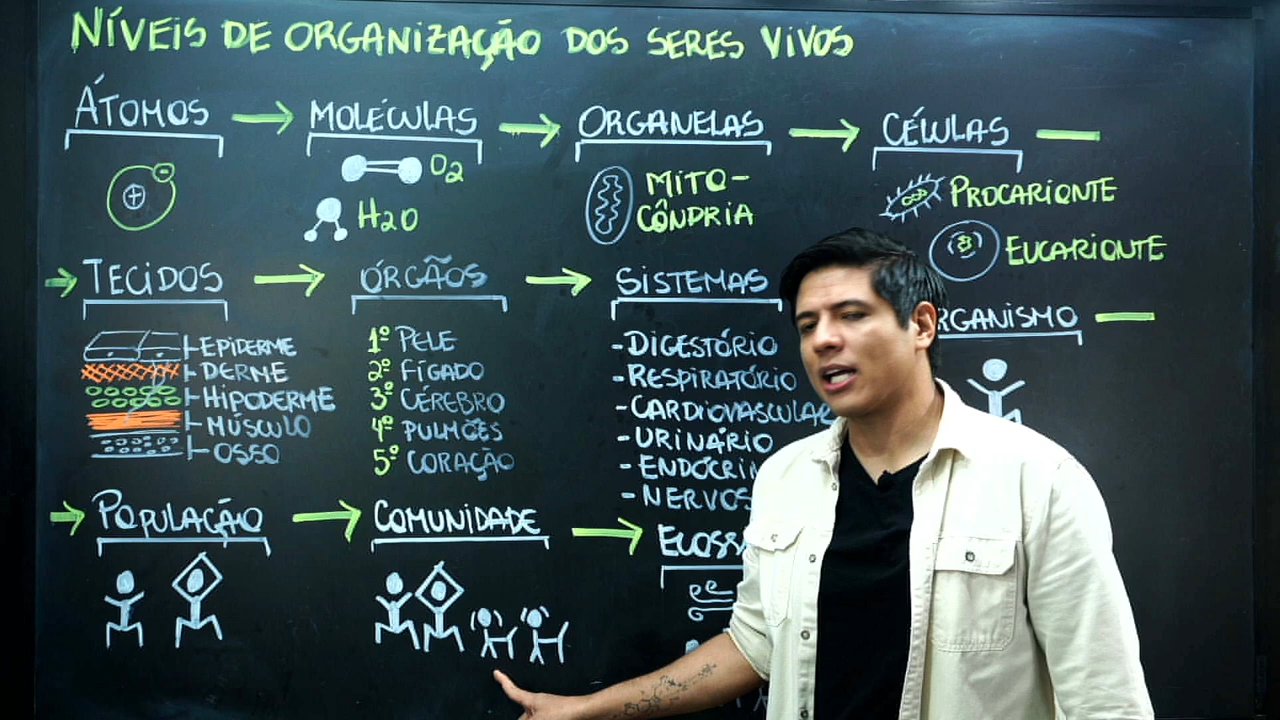 NÍVEIS DE ORGANIZAÇÃO DOS SERES VIVOS
ÁTOMOS → MOLÉCULAS → ORGANELAS → CÉLULAS
O2
H2O
MITO-
CÔNDRIA
PROCARIONTE
EUCARIONTE
TECIDOS → ÓRGÃOS → SISTEMAS
EPIDERME
DERME
HIPODERME
MÚSCULO
OSSO
1º PELE
2º FÍGADO
3º CÉREBRO
4º PULMÕES
5º CORAÇÃO
-DIGESTÓRIO
-RESPIRATÓRIO
-CARDIOVASCULAR
-URINÁRIO
POPULAÇÃO → COMUNIDADE →